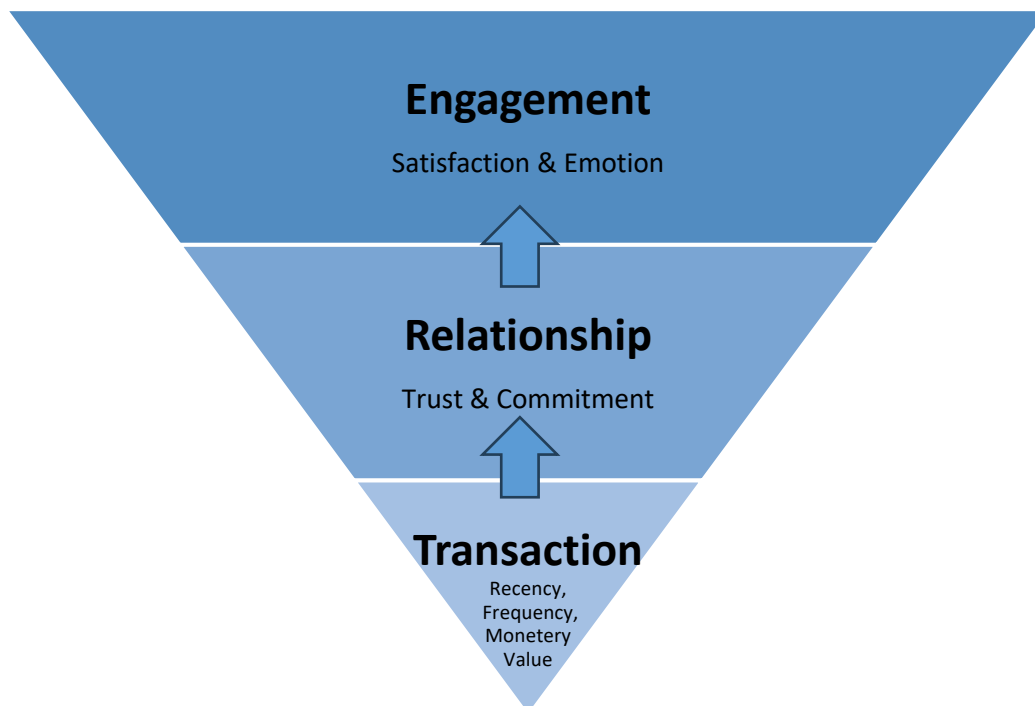 Engagement
Satisfaction & Emotion
Relationship
Trust & Commitment
Transaction
Recency,
Frequency,
Monetery
Value